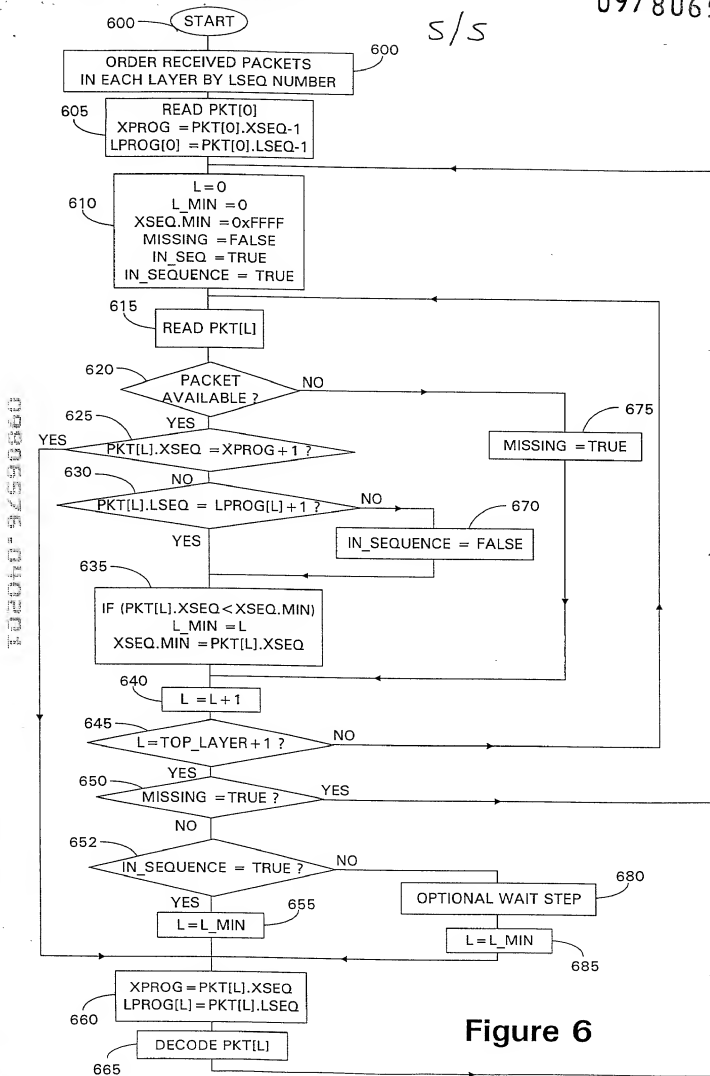 5/5
600
START
ORDER RECEIVED PACKETS
IN EACH LAYER BY LSEQ NUMBER
600
605
READ PKT[0]
XPROG =PKT[0].XSEQ-1
LPROG[0] =PKT[0].LSEQ-1
610
L=0
L_MIN =0
XSEQ.MIN =0xFFFF
MISSING =FALSE
IN_SEQ =TRUE
IN_SEQUENCE = TRUE
615
READ PKT[L]
620
PACKET
AVAILABLE ?
NO
YES
675
MISSING =TRUE
625
YES
PKT[L].XSEQ =XPROG+1 ?
NO
630
PKT[L].LSEQ = LPROG[L]+1 ?
NO
YES
670
IN_SEQUENCE = FALSE
635
IF (PKT[L].XSEQ<XSEQ.MIN)
L_MIN =L
XSEQ.MIN=PKT[L].XSEQ
640
L =L+1
645
L=TOP_LAYER+1 ?
NO
YES
650
MISSING =TRUE ?
YES
NO
652
IN_SEQUENCE = TRUE ?
NO
YES
680
OPTIONAL WAIT STEP
655
L=L_MIN
L=L_MIN
685
660
XPROG=PKT[L].XSEQ
LPROG[L]=PKT[L].LSEQ
665
DECODE PKT[L]
Figure 6